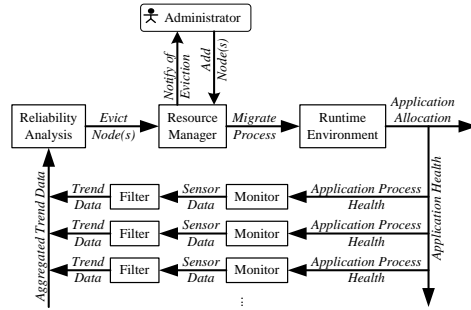 Administrator
Notify of
Eviction
Add
Node(s)
Reliability
Analysis
Evict
Node(s)
Resource
Manager
Migrate
Process
Runtime
Environment
Application
Allocation
Aggregated Trend Data
Application Health
Trend
Data
Filter
Sensor
Data
Monitor
Application Process
Health
Trend
Data
Filter
Sensor
Data
Monitor
Application Process
Health
Trend
Data
Filter
Sensor
Data
Monitor
Application Process
Health
...